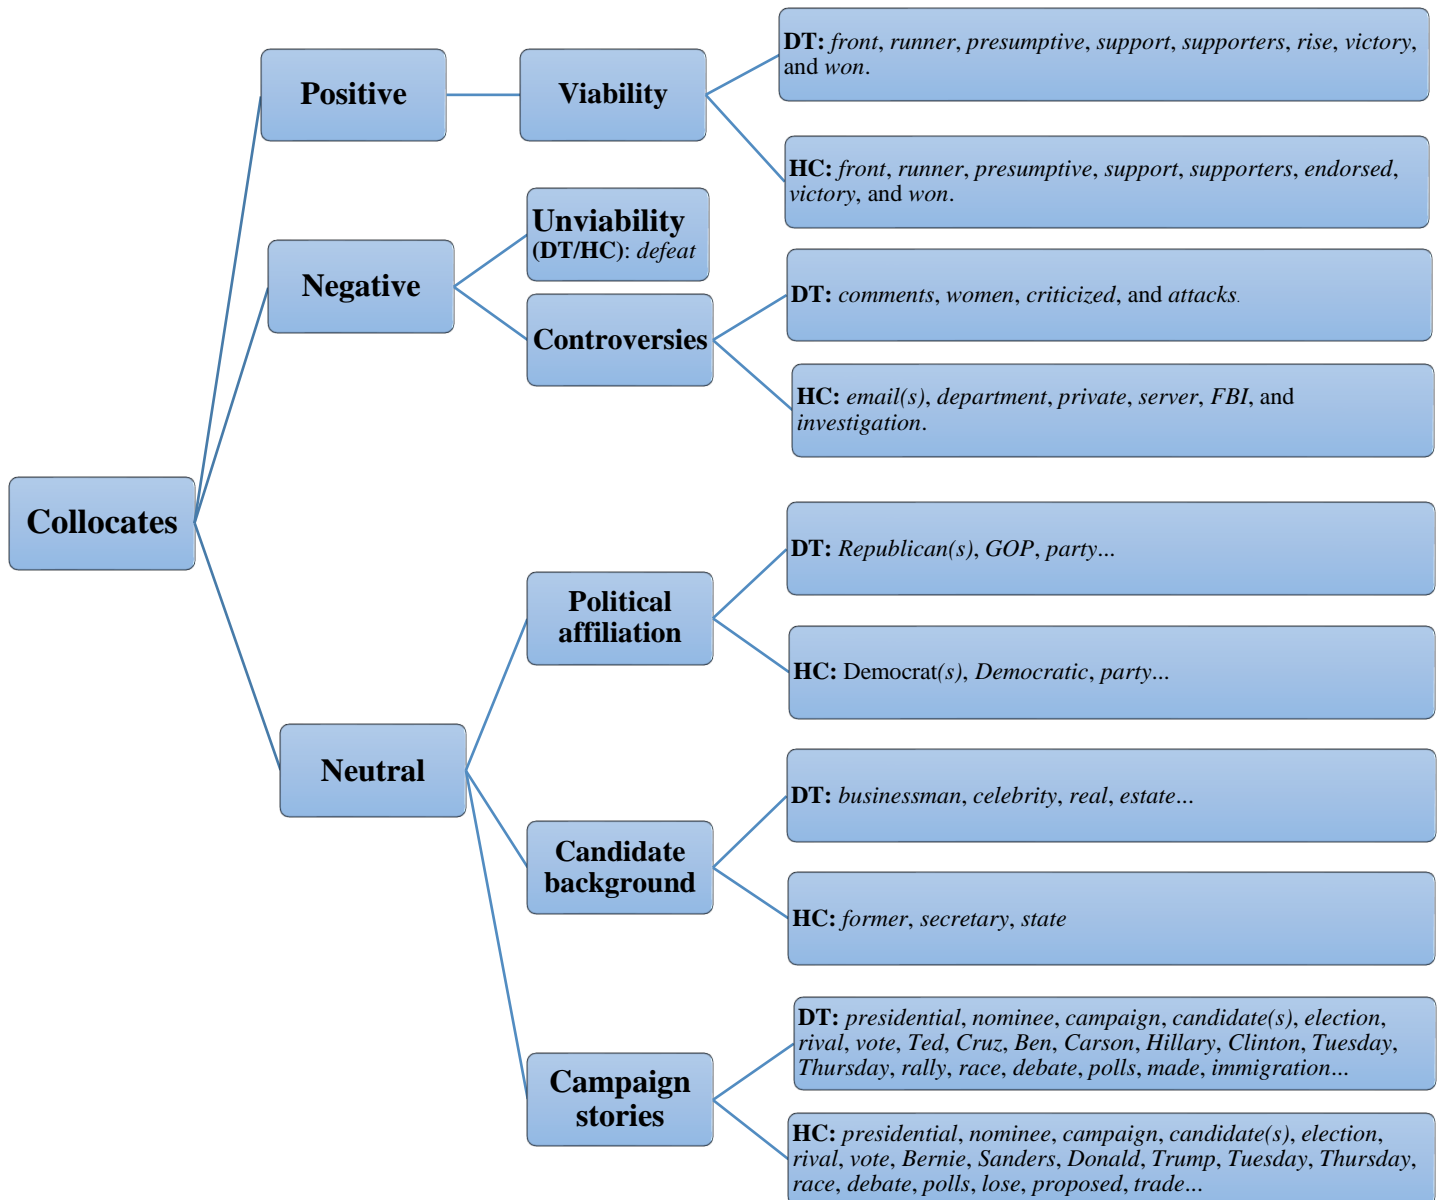 Collocates
Positive
Viability
DT: front, runner, presumptive, support, supporters, rise, victory,
and won.
HC: front, runner, presumptive, support, supporters, endorsed,
victory, and won.
Negative
Unviability
(DT/HC): defeat
Controversies
DT: comments, women, criticized, and attacks.
HC: email(s), department, private, server, FBI, and
investigation.
Neutral
Political
affiliation
DT: Republican(s), GOP, party...
HC: Democrat(s), Democratic, party...
Candidate
background
DT: businessman, celebrity, real, estate...
HC: former, secretary, state
Campaign
stories
DT: presidential, nominee, campaign, candidate(s), election,
rival, vote, Ted, Cruz, Ben, Carson, Hillary, Clinton, Tuesday,
Thursday, rally, race, debate, polls, made, immigration...
HC: presidential, nominee, campaign, candidate(s), election,
rival, vote, Bernie, Sanders, Donald, Trump, Tuesday, Thursday,
race, debate, polls, lose, proposed, trade...